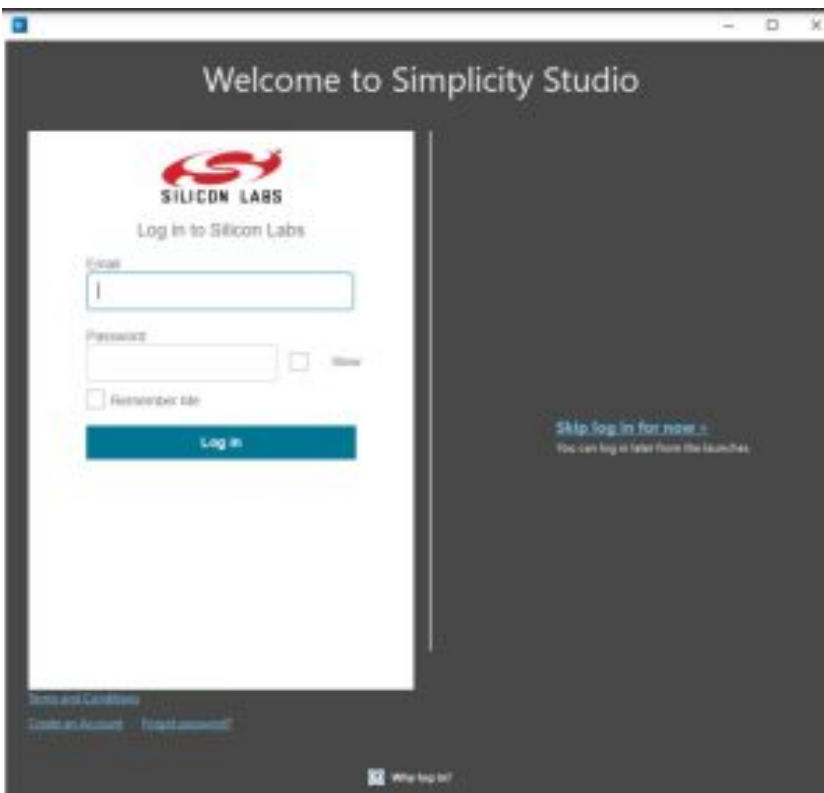 Welcome to Simplicity Studio
SILICON LABS
Log in to Silicon Labs
Email
Password
Show
Remember Me
Log in
Skip log in for now »
You can log in later from the launcher.
Terms and Conditions
Create an Account Forgot password?
Why log in?